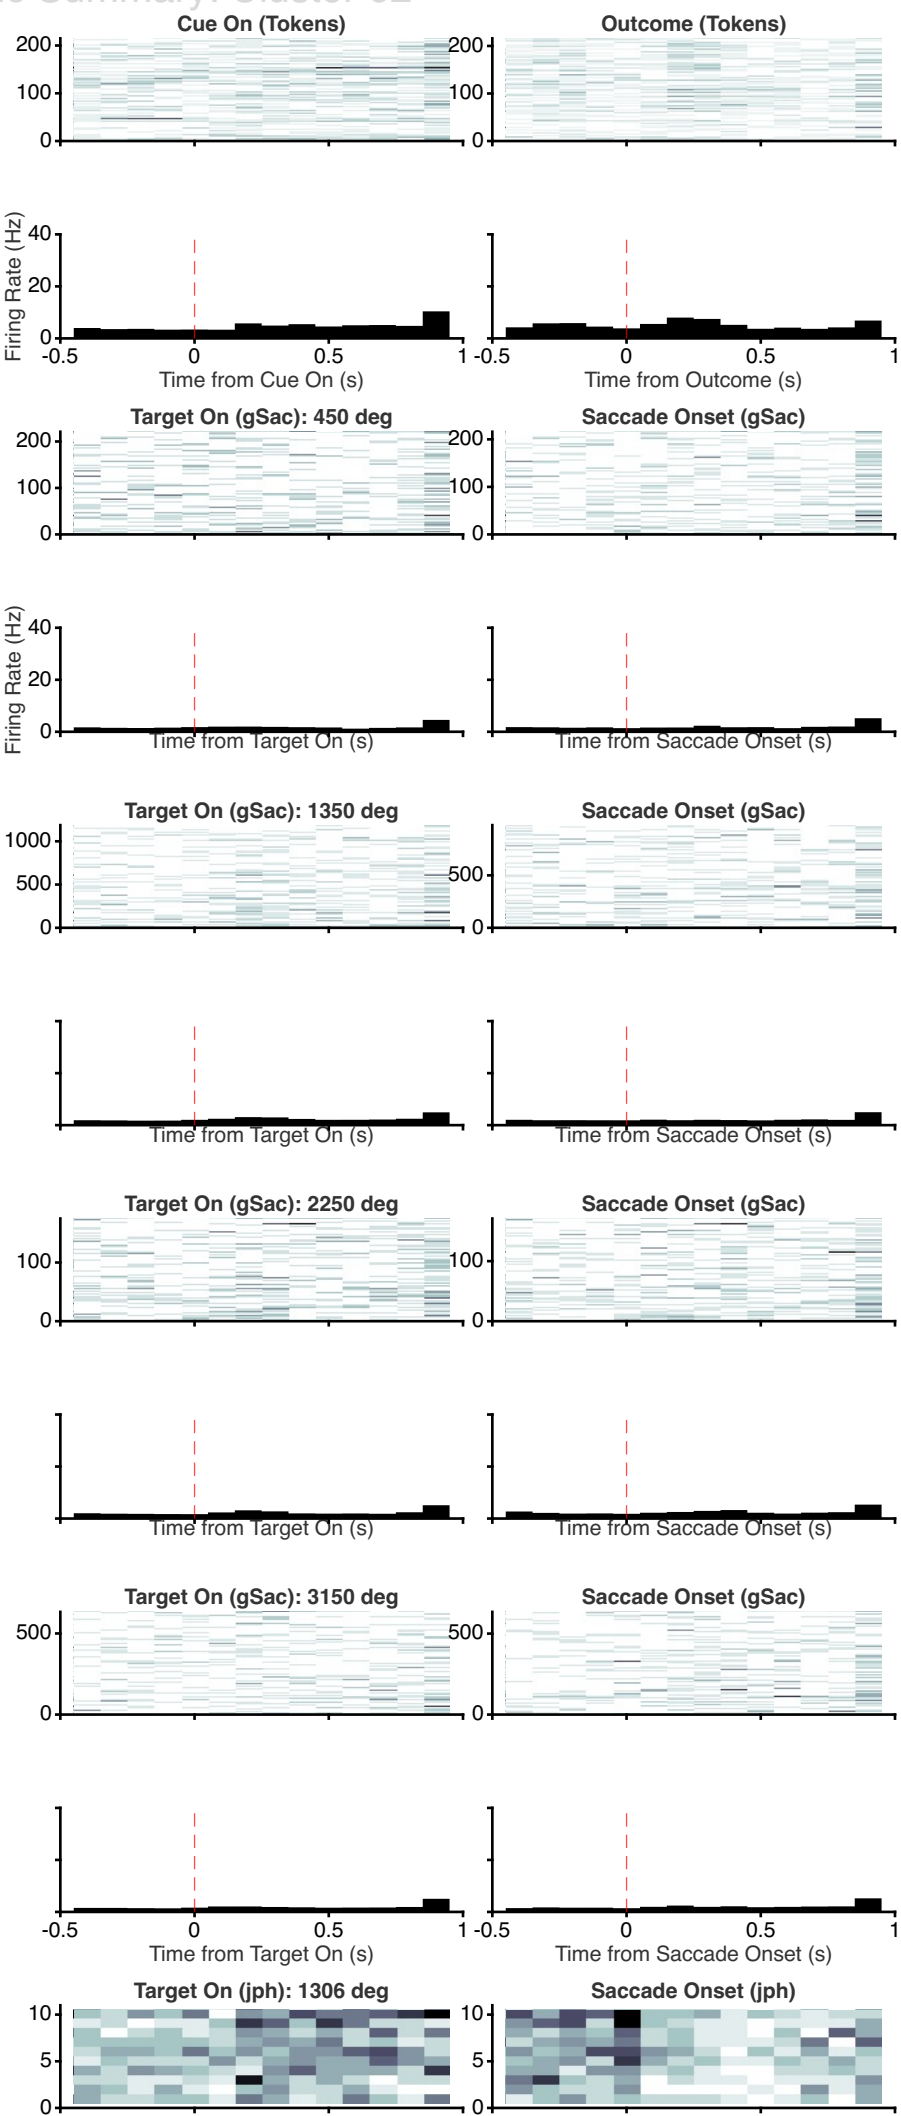 Summary: Cluster
Cue On (Tokens)
Outcome (Tokens)
200
100
0
200
100
0
Firing Rate (Hz)
40
20
0
-0.5
0
0.5
1
-0.5
0
0.5
1
Time from Cue On (s)
Time from Outcome (s)
Target On (gSac): 450 deg
Saccade Onset (gSac)
200
100
0
200
100
0
Firing Rate (Hz)
40
20
0
Time from Target On (s)
Time from Saccade Onset (s)
Target On (gSac): 1350 deg
Saccade Onset (gSac)
1000
500
0
500
0
Time from Target On (s)
Time from Saccade Onset (s)
Target On (gSac): 2250 deg
Saccade Onset (gSac)
100
0
100
0
Time from Target On (s)
Time from Saccade Onset (s)
Target On (gSac): 3150 deg
Saccade Onset (gSac)
500
0
500
0
-0.5
0
0.5
1
-0.5
0
0.5
1
Time from Target On (s)
Time from Saccade Onset (s)
Target On (jph): 1306 deg
Saccade Onset (jph)
10
5
0
10
5
0